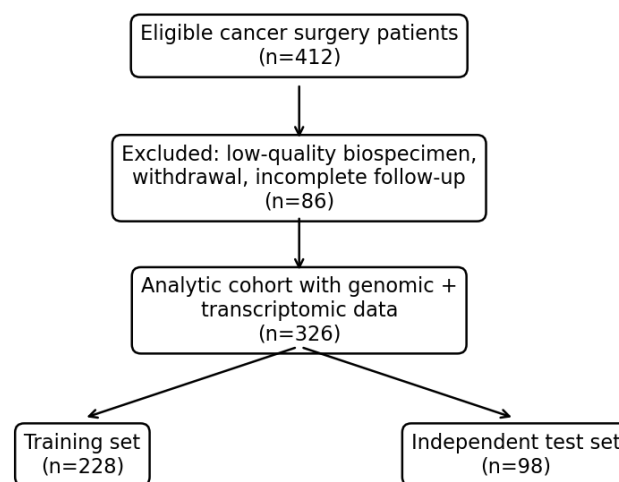 Eligible cancer surgery patients
(n=412)
Excluded: low-quality biospecimen,
withdrawal, incomplete follow-up
(n=86)
Analytic cohort with genomic +
transcriptomic data
(n=326)
Training set
(n=228)
Independent test set
(n=98)